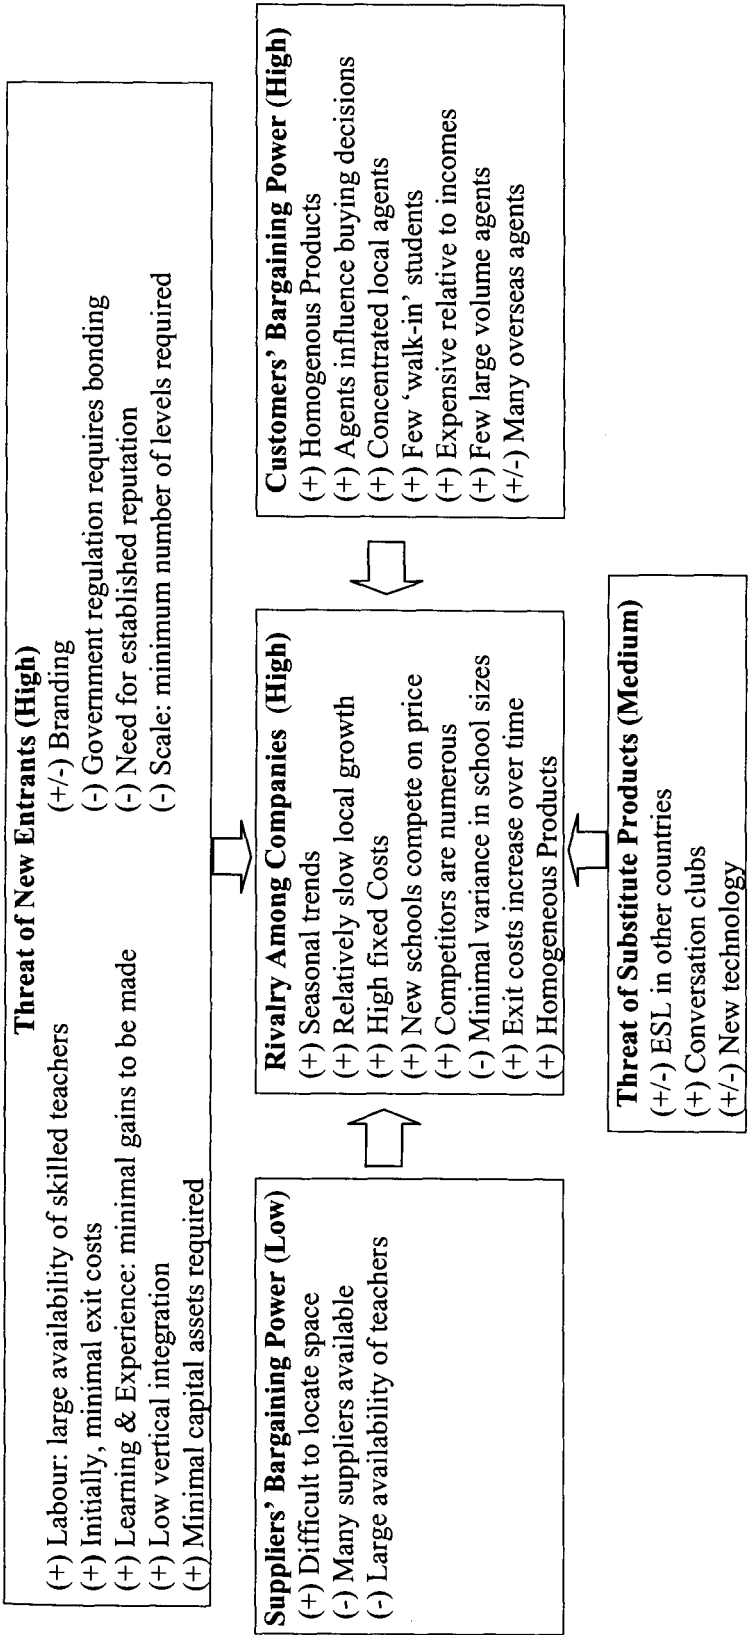 Threat of New Entrants (High)
(+) Labour: large availability of skilled teachers
(+) Initially, minimal exit costs
(+) Learning & Experience: minimal gains to be made
(+) Low vertical integration
(+) Minimal capital assets required
(+/-) Branding
(-) Government regulation requires bonding
(-) Need for established reputation
(-) Scale: minimum number of levels required
Suppliers' Bargaining Power (Low)
(+) Difficult to locate space
(-) Many suppliers available
(-) Large availability of teachers
Rivalry Among Companies (High)
(+) Seasonal trends
(+) Relatively slow local growth
(+) High fixed Costs
(+) New schools compete on price
(+) Competitors are numerous
(-) Minimal variance in school sizes
(+) Exit costs increase over time
(+) Homogeneous Products
Customers' Bargaining Power (High)
(+) Homogenous Products
(+) Agents influence buying decisions
(+) Concentrated local agents
(+) Few 'walk-in' students
(+) Expensive relative to incomes
(+) Few large volume agents
(+/-) Many overseas agents
Threat of Substitute Products (Medium)
(+/-) ESL in other countries
(+) Conversation clubs
(+/-) New technology